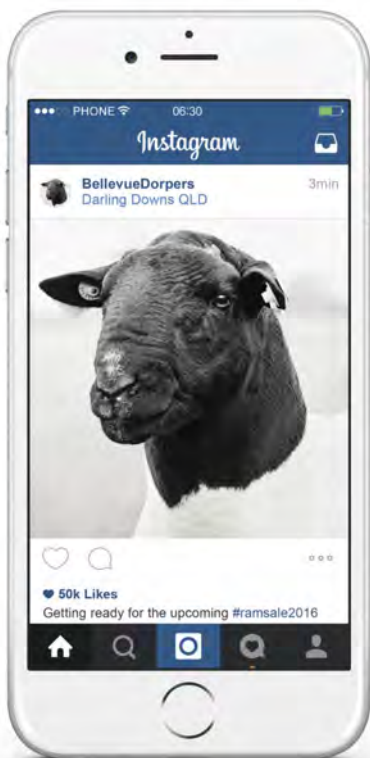 PHONE 06:30
Instagram
BellevueDorpers 3min
Darling Downs QLD
50k Likes
Getting ready for the upcoming #ramsale2016